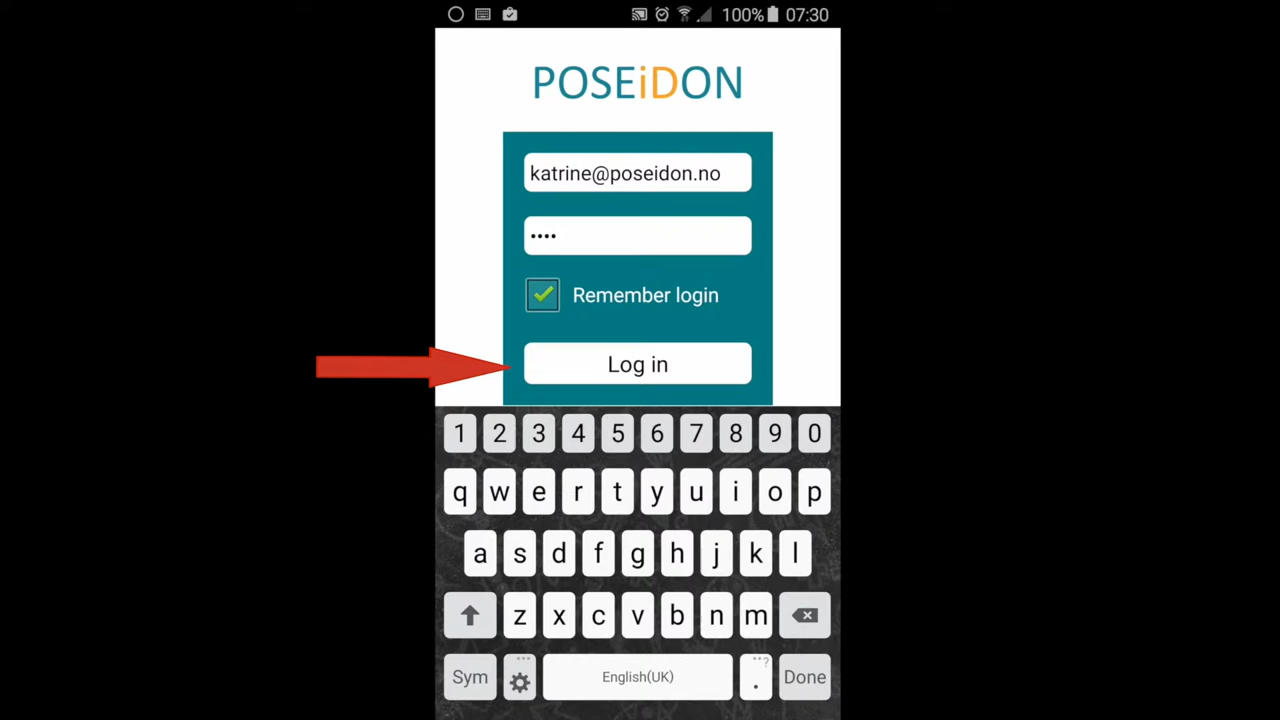 100% 07:30
POSEiDON
katrine@poseidon.no
••••
Remember login
Log in
1 2 3 4 5 6 7 8 9 0
q w e r t y u i o p
a s d f g h j k l
z x c v b n m
Sym English(UK) . Done